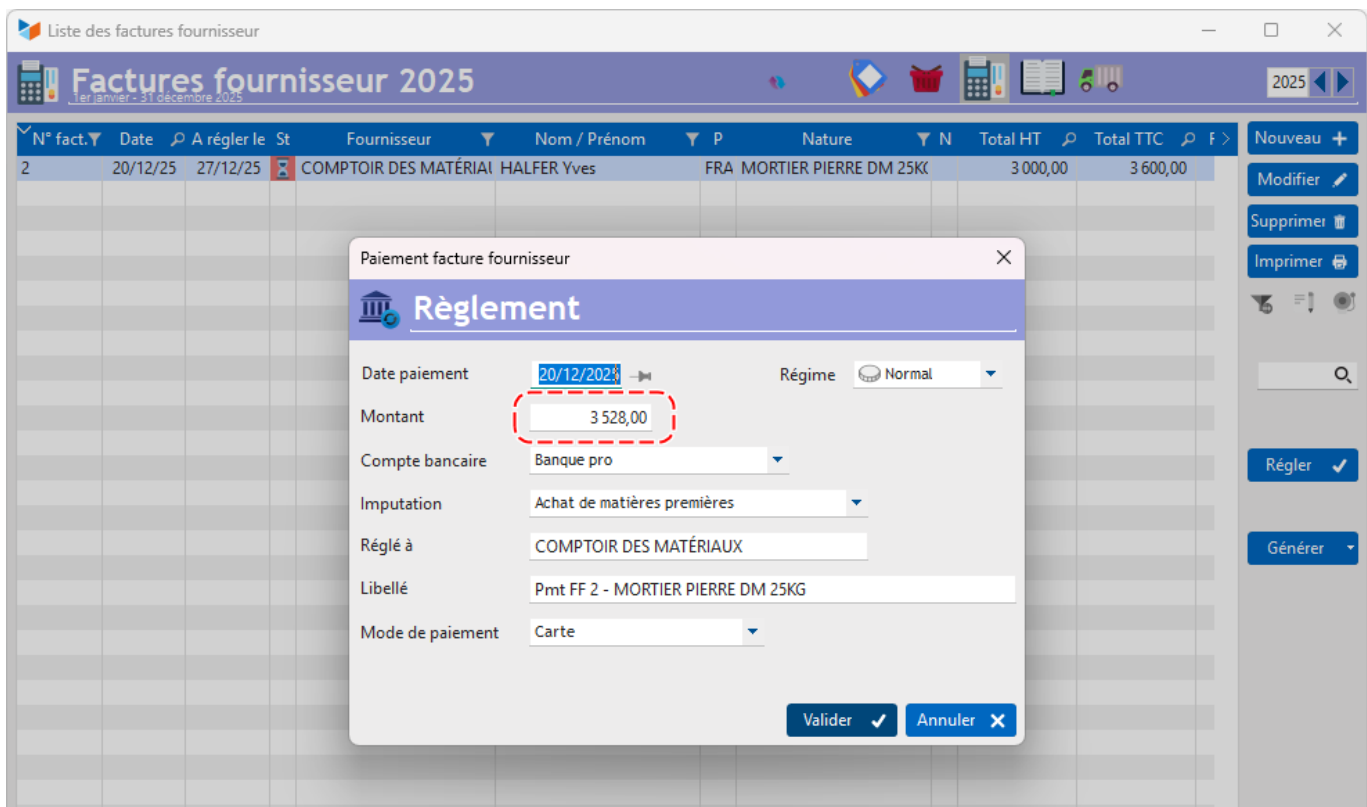 Liste des factures fournisseur
Factures fournisseur 2025
1er janvier - 31 décembre 2025
2025
N° fact. Date A régler le St Fournisseur Nom / Prénom P Nature N Total HT Total TTC F
2 20/12/25 27/12/25 COMPTOIR DES MATÉRIAU HALFER Yves FRA MORTIER PIERRE DM 25K( 3 000,00 3 600,00
Nouveau
Modifier
Supprimer
Imprimer
Régler
Générer
Paiement facture fournisseur
Règlement
Date paiement 20/12/2025 Régime Normal
Montant 3 528,00
Compte bancaire Banque pro
Imputation Achat de matières premières
Réglé à COMPTOIR DES MATÉRIAUX
Libellé Pmt FF 2 - MORTIER PIERRE DM 25KG
Mode de paiement Carte
Valider Annuler